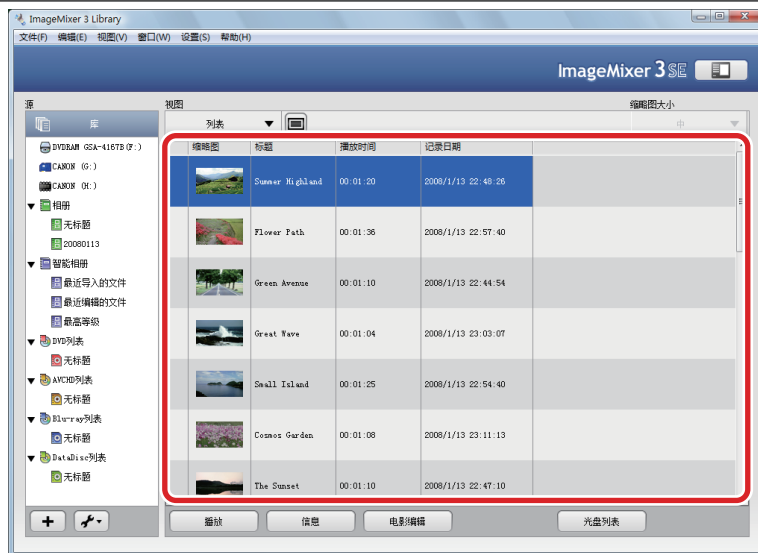 ImageMixer 3 Library
文件(F) 编辑(E) 视图(V) 窗口(W) 设置(S) 帮助(H)
ImageMixer 3 SE
源 视图 缩略图大小
库 列表 中
缩略图 标题 播放时间 记录日期
DVDRAM GSA-4167B (F:)
CANON (G:)
CANON (H:)
相册
无标题
20080113
智能相册
最近导入的文件
最近编辑的文件
最高等级
DVD列表
无标题
AVCHD列表
无标题
Blu-ray列表
无标题
DataDisc列表
无标题
Summer Highland 00:01:20 2008/1/13 22:48:26
Flower Path 00:01:36 2008/1/13 22:57:40
Green Avenue 00:01:10 2008/1/13 22:44:54
Great Wave 00:01:04 2008/1/13 23:03:07
Small Island 00:01:25 2008/1/13 22:54:40
Cosmos Garden 00:01:08 2008/1/13 23:11:13
The Sunset 00:01:10 2008/1/13 22:47:10
播放 信息 电影编辑 光盘列表